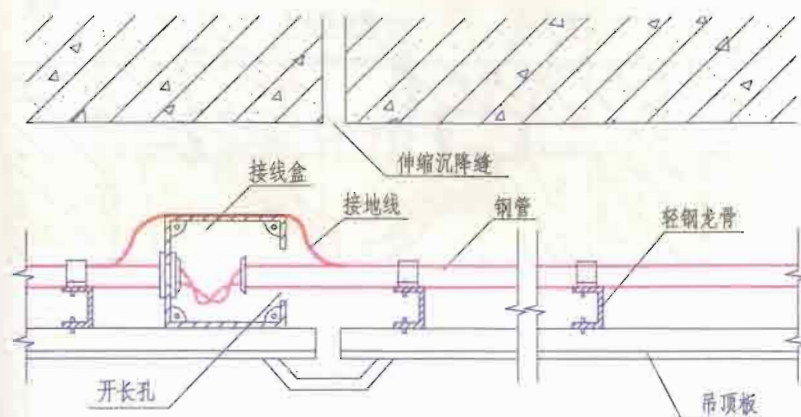 伸缩沉降缝
接线盒
接地线
钢管
轻钢龙骨
开长孔
吊顶板